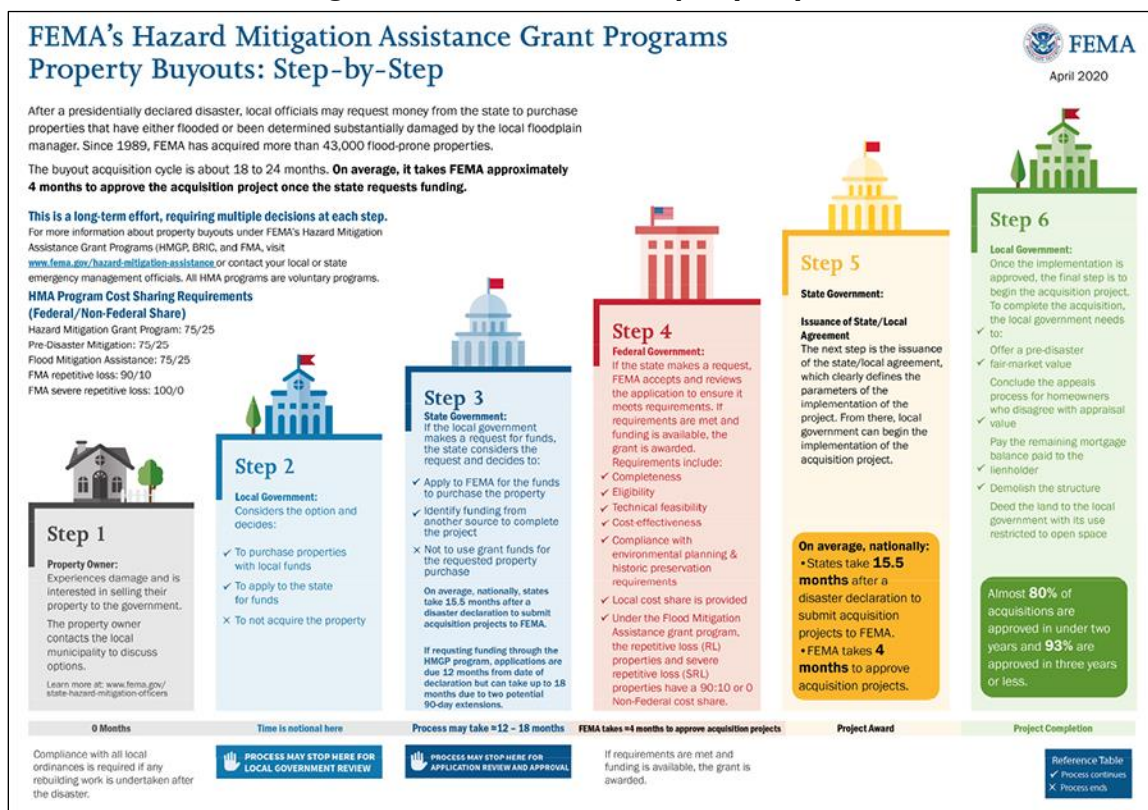 FEMA's Hazard Mitigation Assistance Grant Programs
Property Buyouts: Step-by-Step
FEMA
April 2020
After a presidentially declared disaster, local officials may request money from the state to purchase
properties that have either flooded or been determined substantially damaged by the local floodplain
manager. Since 1989, FEMA has acquired more than 43,000 flood-prone properties.
The buyout acquisition cycle is about 18 to 24 months. On average, it takes FEMA approximately
4 months to approve the acquisition project once the state requests funding.
This is a long-term effort, requiring multiple decisions at each step.
For more information about property buyouts under FEMA's Hazard Mitigation
Assistance Grant Programs (HMGP, BRIC, and FMA, visit
www.fema.gov/hazard-mitigation-assistance or contact your local or state
emergency management officials. All HMA programs are voluntary programs.
HMA Program Cost Sharing Requirements
(Federal/Non-Federal Share)
Hazard Mitigation Grant Program: 75/25
Pre-Disaster Mitigation: 75/25
Flood Mitigation Assistance: 75/25
FMA repetitive loss: 90/10
FMA severe repetitive loss: 100/0
Step 1
Property Owner:
Experiences damage and is
interested in selling their
property to the government.
The property owner
contacts the local
municipality to discuss
options.
Learn more at: www.fema.gov/
state-hazard-mitigation-officers
0 Months
Compliance with all local
ordinances is required if any
rebuilding work is undertaken after
the disaster.
Step 2
Local Government:
Considers the option and
decides:
✓ To purchase properties
with local funds
✓ To apply to the state
for funds
✕ To not acquire the property
Time is notional here
PROCESS MAY STOP HERE FOR
LOCAL GOVERNMENT REVIEW
Step 3
State Government:
If the local government
makes a request for funds,
the state considers the
request and decides to:
✓ Apply to FEMA for the funds
to purchase the property
✓ Identify funding from
another source to complete
the project
✕ Not to use grant funds for
the requested property
purchase
On average, nationally, states
take 15.5 months after a
disaster declaration to submit
acquisition projects to FEMA.
If requesting funding through the
HMGP program, applications are
due 12 months from date of
declaration but can take up to 18
months due to two potential
90-day extensions.
Process may take ≈12 – 18 months
PROCESS MAY STOP HERE FOR
APPLICATION REVIEW AND APPROVAL
Step 4
Federal Government:
If the state makes a request,
FEMA accepts and reviews
the application to ensure it
meets requirements. If
requirements are met and
funding is available, the
grant is awarded.
Requirements include:
✓ Completeness
✓ Eligibility
✓ Technical feasibility
✓ Cost-effectiveness
✓ Compliance with
environmental planning &
historic preservation
requirements
✓ Local cost share is provided
✓ Under the Flood Mitigation
Assistance grant program,
the repetitive loss (RL)
properties and severe
repetitive loss (SRL)
properties have a 90:10 or 0
Non-Federal cost share.
FEMA takes ≈4 months to approve acquisition projects
If requirements are met and
funding is available, the grant is
awarded.
Step 5
State Government:
Issuance of State/Local
Agreement
The next step is the issuance
of the state/local agreement,
which clearly defines the
parameters of the
implementation of the
project. From there, local
government can begin the
implementation of the
acquisition project.
On average, nationally:
•States take 15.5
months after a
disaster declaration to
submit acquisition
projects to FEMA.
•FEMA takes 4
months to approve
acquisition projects.
Project Award
Step 6
Local Government:
Once the implementation is
approved, the final step is to
begin the acquisition project.
To complete the acquisition,
the local government needs
✓ to:
Offer a pre-disaster
✓ fair-market value
Conclude the appeals
process for homeowners
who disagree with appraisal
✓ value
Pay the remaining mortgage
balance paid to the
✓ lienholder
✓ Demolish the structure
Deed the land to the local
government with its use
restricted to open space
Almost 80% of
acquisitions are
approved in under two
years and 93% are
approved in three years
or less.
Project Completion
Reference Table
✓ Process continues
✕ Process ends